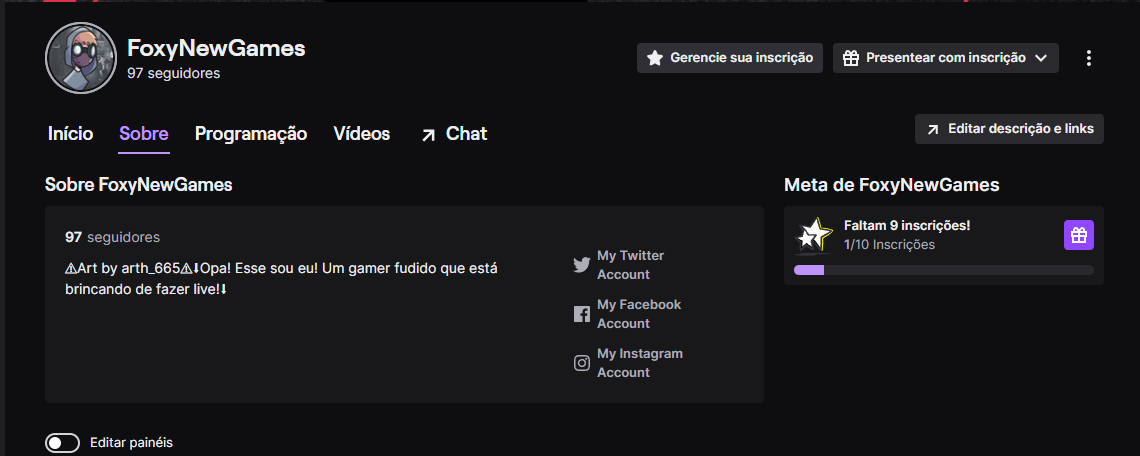 FoxyNewGames
97 seguidores
Gerencie sua inscrição
Presentear com inscrição
Início
Sobre
Programação
Vídeos
Chat
Editar descrição e links
Sobre FoxyNewGames
97 seguidores
⚠Art by arth_665⚠⬇Opa! Esse sou eu! Um gamer fudido que está
brincando de fazer live!⬇
My Twitter
Account
My Facebook
Account
My Instagram
Account
Meta de FoxyNewGames
Faltam 9 inscrições!
1/10 Inscrições
Editar painéis